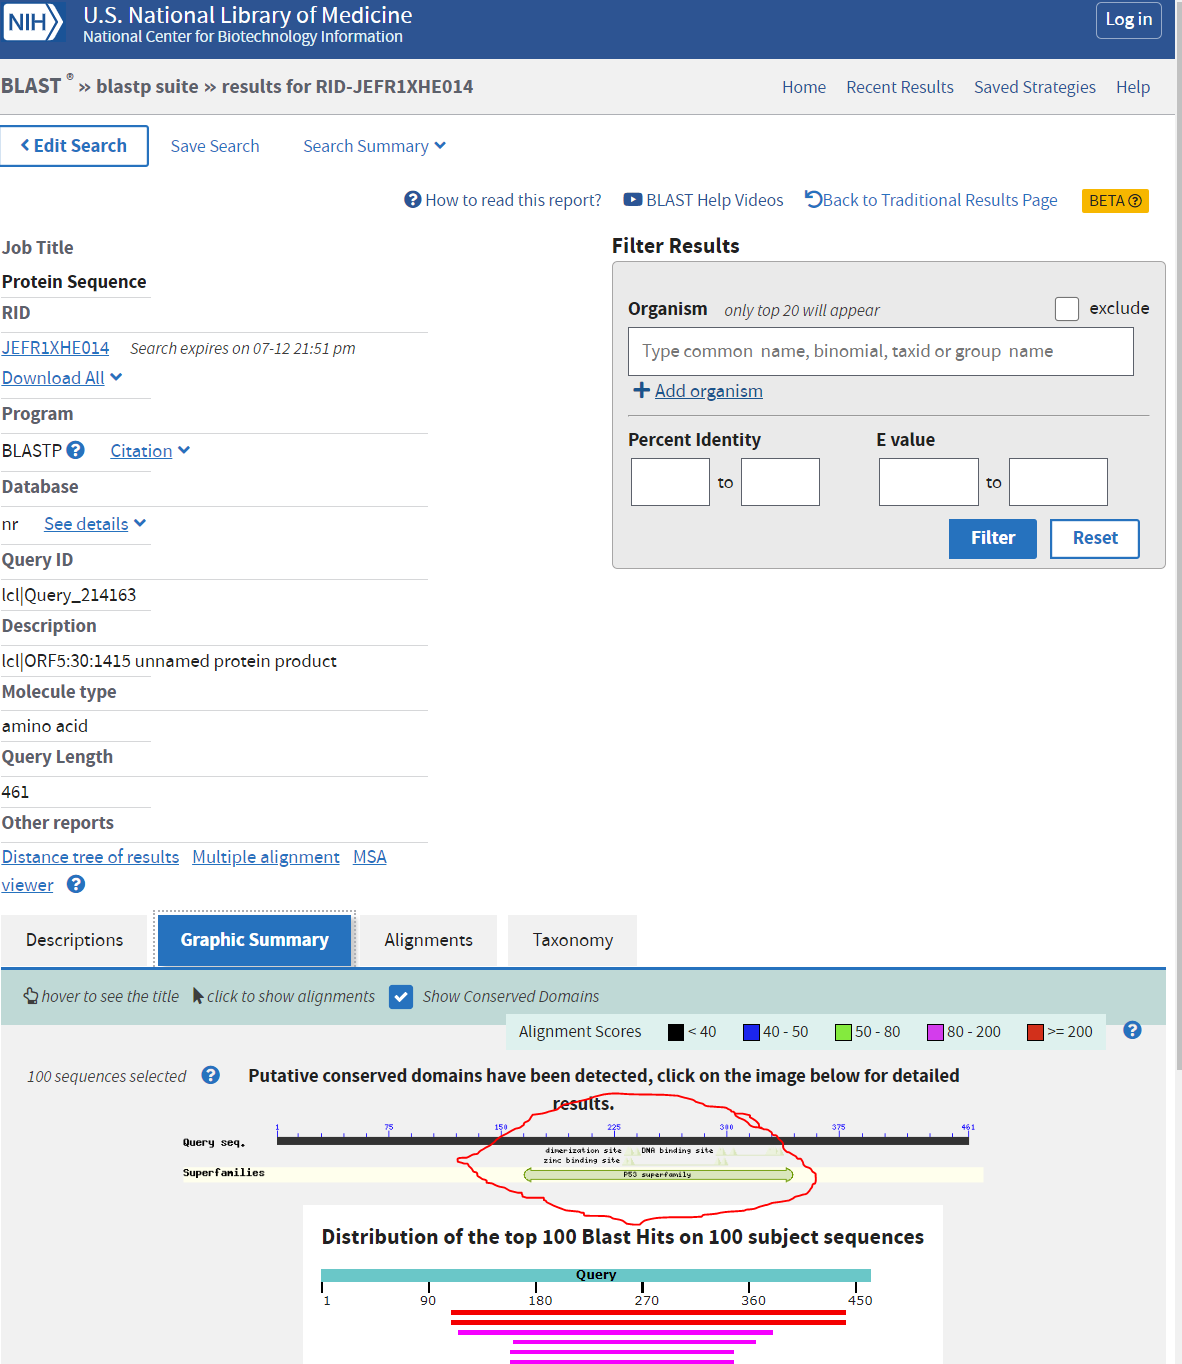 NIH U.S. National Library of Medicine
National Center for Biotechnology Information
Log in
BLAST ® » blastp suite » results for RID-JEFR1XHE014
Home Recent Results Saved Strategies Help
Edit Search Save Search Search Summary
How to read this report? BLAST Help Videos Back to Traditional Results Page BETA
Job Title
Protein Sequence
RID
JEFR1XHE014 Search expires on 07-12 21:51 pm
Download All
Program
BLASTP Citation
Database
nr See details
Query ID
lcl|Query_214163
Description
lcl|ORF5:30:1415 unnamed protein product
Molecule type
amino acid
Query Length
461
Other reports
Distance tree of results Multiple alignment MSA
viewer
Filter Results
Organism only top 20 will appear exclude
Type common name, binomial, taxid or group name
Add organism
Percent Identity E value
to to
Filter Reset
Descriptions Graphic Summary Alignments Taxonomy
hover to see the title click to show alignments Show Conserved Domains
Alignment Scores < 40 40 - 50 50 - 80 80 - 200 >= 200
100 sequences selected Putative conserved domains have been detected, click on the image below for detailed
results.
1 75 150 225 300 375 461
Query seq.
dimerization site DNA binding site
zinc binding site
Superfamilies P53 superfamily
Distribution of the top 100 Blast Hits on 100 subject sequences
Query
1 90 180 270 360 450